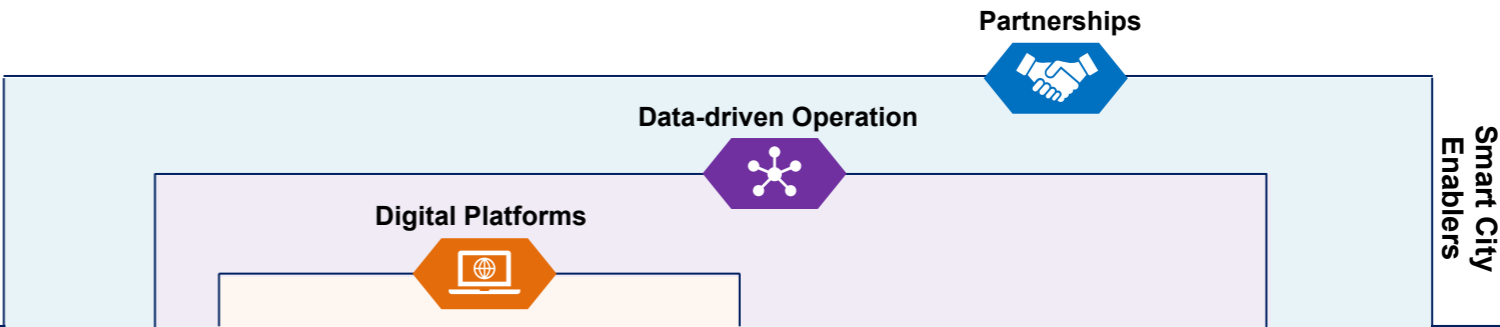 Partnerships
Data-driven Operation
Digital Platforms
Smart City
Enablers